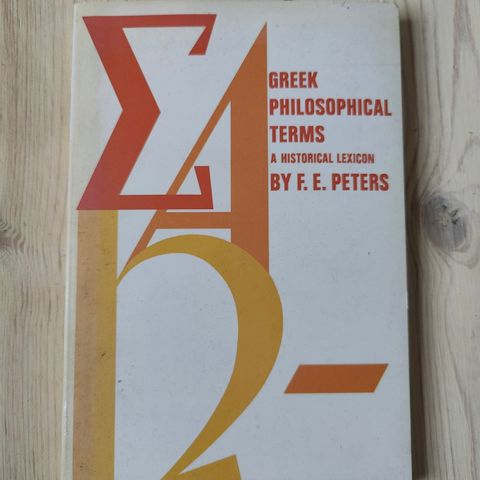 Σ
Α
Ω
GREEK
PHILOSOPHICAL
TERMS
A HISTORICAL LEXICON
BY F. E. PETERS